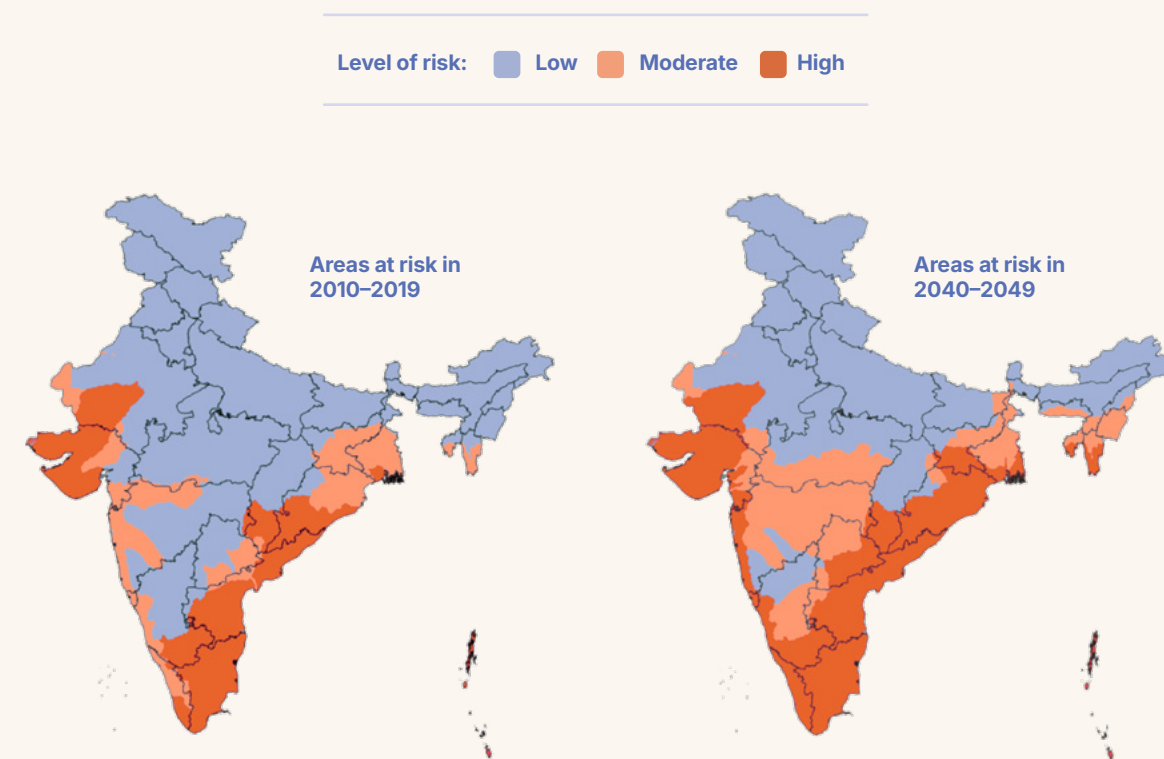 Level of risk: Low Moderate High
Areas at risk in
2010–2019
Areas at risk in
2040–2049